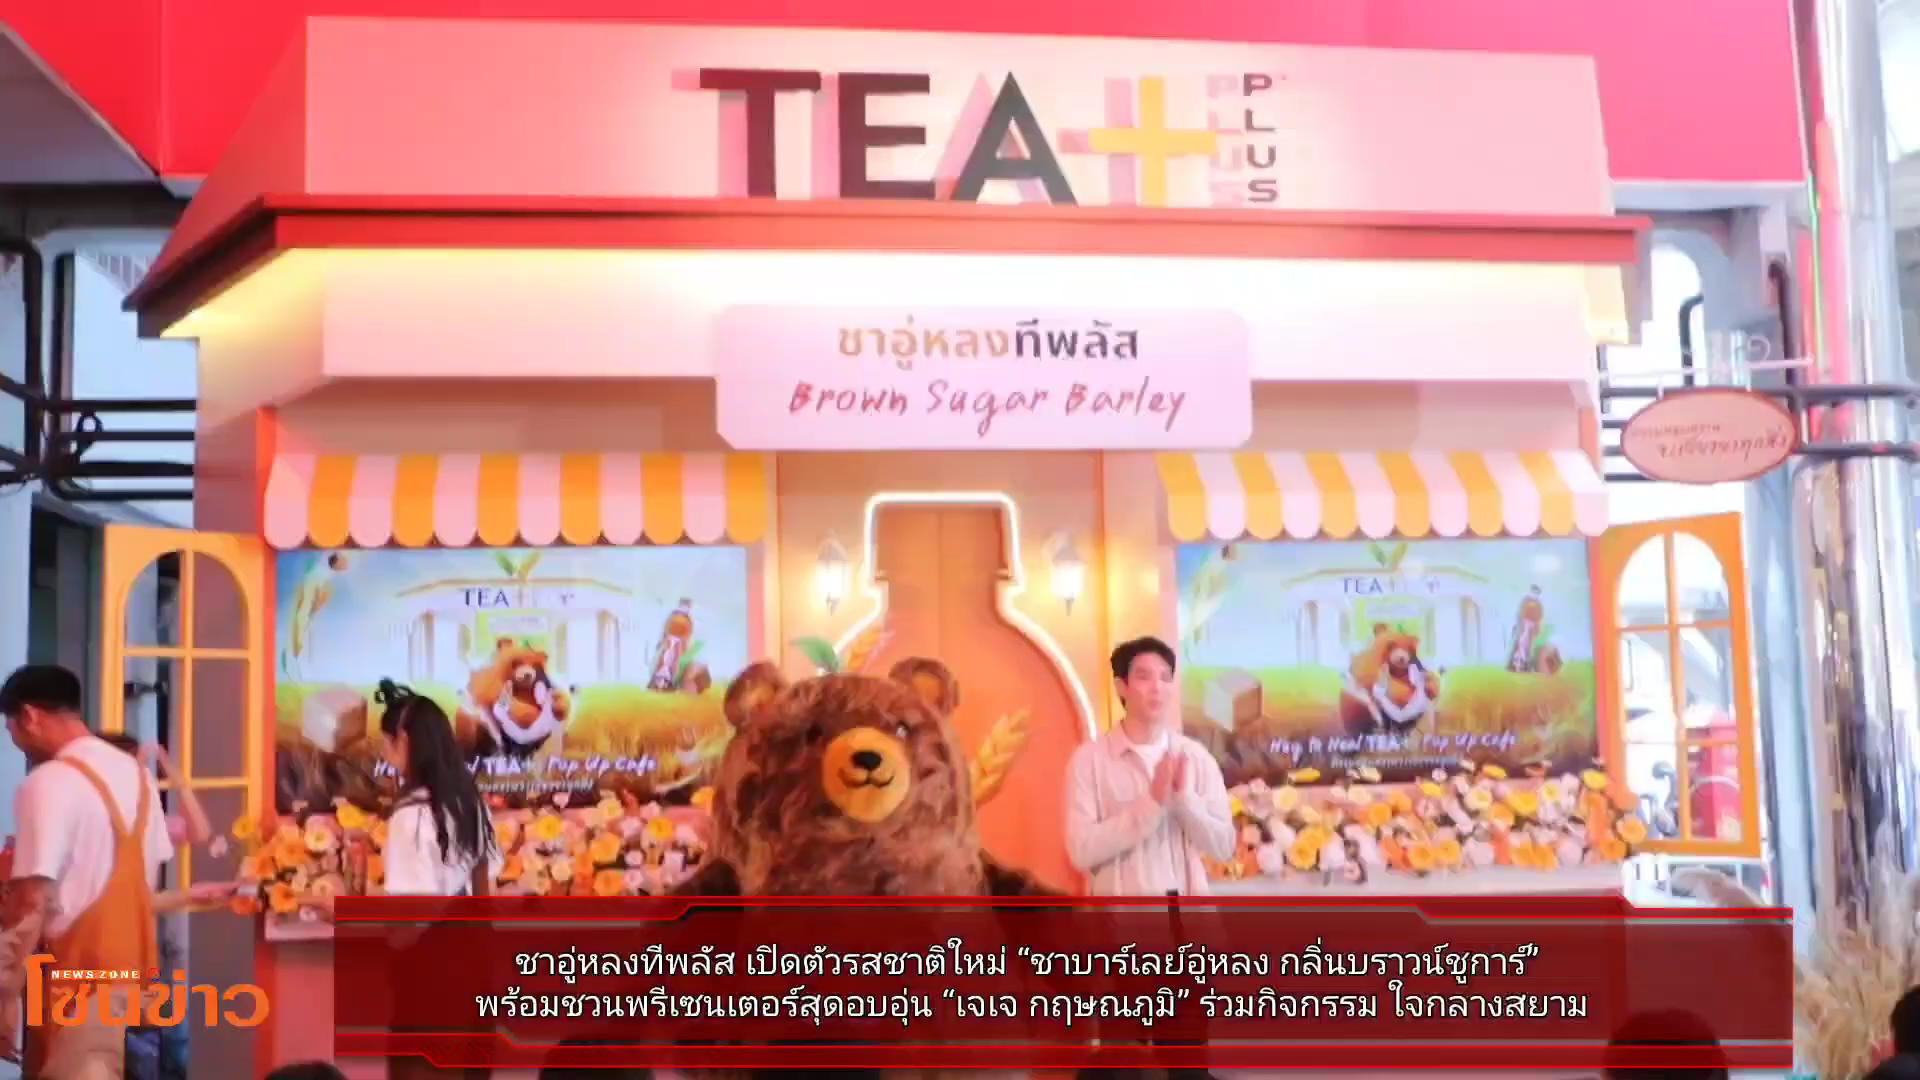 TEA+ PLUS
ชาอู่หลงทีพลัส
Brown Sugar Barley
TEA+
TEA+
Hug to Heal TEA+ Pop Up Cafe
ชาอู่หลงทีพลัส เปิดตัวรสชาติใหม่ “ชาบาร์เลย์อู่หลง กลิ่นบราวน์ชูการ์”
พร้อมชวนพรีเซนเตอร์สุดอบอุ่น “เจเจ กฤษณภูมิ” ร่วมกิจกรรม ใจกลางสยาม
NEWS ZONE
โซนข่าว